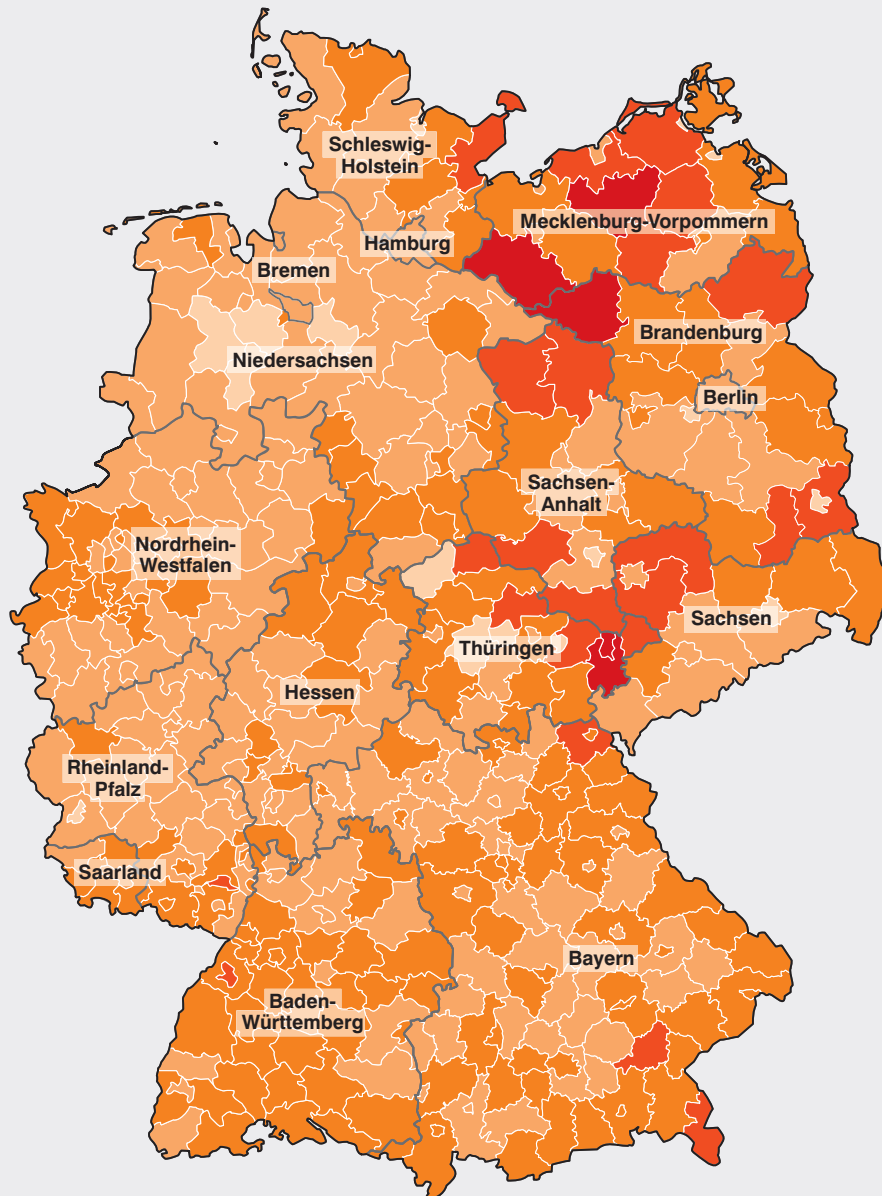 Schleswig-
Holstein
Mecklenburg-Vorpommern
Hamburg
Bremen
Brandenburg
Niedersachsen
Berlin
Sachsen-
Anhalt
Nordrhein-
Westfalen
Sachsen
Thüringen
Hessen
Rheinland-
Pfalz
Saarland
Bayern
Baden-
Württemberg